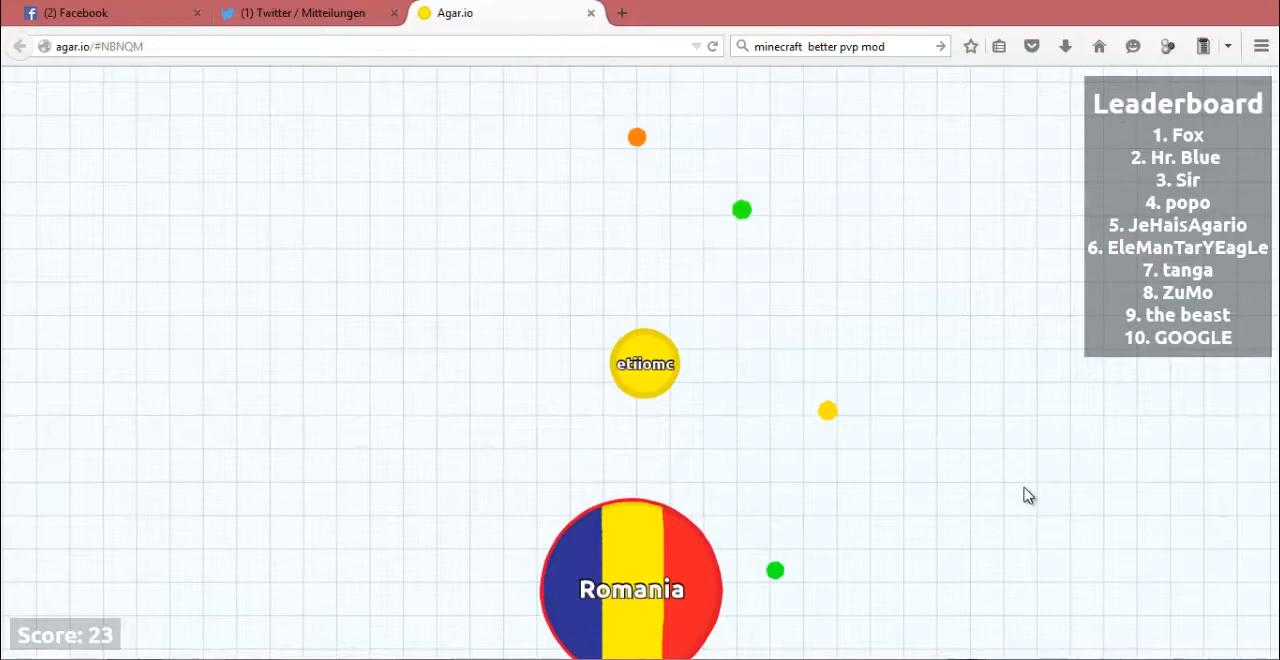 (2) Facebook
(1) Twitter / Mitteilungen
Agar.io
agar.io/#NBNQM
minecraft better pvp mod
Leaderboard
1. Fox
2. Hr. Blue
3. Sir
4. popo
5. JeHaisAgario
6. EleManTarYEagLe
7. tanga
8. ZuMo
9. the beast
10. GOOGLE
etiiomc
Romania
Score: 23